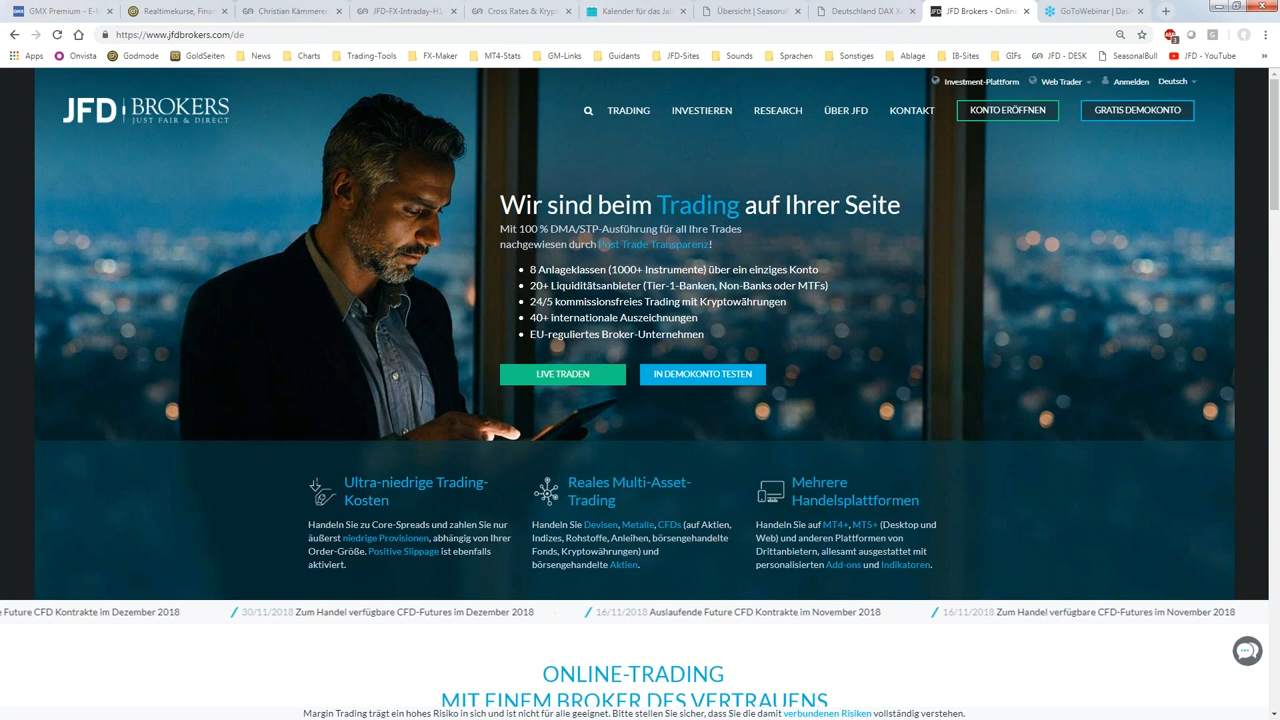 GMX Premium - E-M
Realtimekurse, Finan
Christian Kämmerer
JFD-FX-Intraday-H1
Cross Rates & Krypt
Kalender für das Jah
Übersicht | Seasonal
Deutschland DAX X
JFD Brokers - Online
GoToWebinar | Das
https://www.jfdbrokers.com/de
Apps
Onvista
Godmode
GoldSeiten
News
Charts
Trading-Tools
FX-Maker
MT4-Stats
GM-Links
Guidants
JFD-Sites
Sounds
Sprachen
Sonstiges
Ablage
IB-Sites
GIFs
JFD - DESK
SeasonalBull
JFD - YouTube
Investment-Plattform
Web Trader
Anmelden
Deutsch
JFD BROKERS
JUST FAIR & DIRECT
TRADING
INVESTIEREN
RESEARCH
ÜBER JFD
KONTAKT
KONTO ERÖFFNEN
GRATIS DEMOKONTO
Wir sind beim Trading auf Ihrer Seite
Mit 100 % DMA/STP-Ausführung für all Ihre Trades
nachgewiesen durch Post Trade Transparenz!
• 8 Anlageklassen (1000+ Instrumente) über ein einziges Konto
• 20+ Liquiditätsanbieter (Tier-1-Banken, Non-Banks oder MTFs)
• 24/5 kommissionsfreies Trading mit Kryptowährungen
• 40+ internationale Auszeichnungen
• EU-reguliertes Broker-Unternehmen
LIVE TRADEN
IN DEMOKONTO TESTEN
Ultra-niedrige Trading-
Kosten
Handeln Sie zu Core-Spreads und zahlen Sie nur
äußerst niedrige Provisionen, abhängig von Ihrer
Order-Größe. Positive Slippage ist ebenfalls
aktiviert.
Reales Multi-Asset-
Trading
Handeln Sie Devisen, Metalle, CFDs (auf Aktien,
Indizes, Rohstoffe, Anleihen, börsengehandelte
Fonds, Kryptowährungen) und
börsengehandelte Aktien.
Mehrere
Handelsplattformen
Handeln Sie auf MT4+, MT5+ (Desktop und
Web) und anderen Plattformen von
Drittanbietern, allesamt ausgestattet mit
personalisierten Add-ons und Indikatoren.
e Future CFD Kontrakte im Dezember 2018
30/11/2018 Zum Handel verfügbare CFD-Futures im Dezember 2018
16/11/2018 Auslaufende Future CFD Kontrakte im November 2018
16/11/2018 Zum Handel verfügbare CFD-Futures im November 2018
ONLINE-TRADING
MIT EINEM BROKER DES VERTRAUENS
Margin Trading trägt ein hohes Risiko in sich und ist nicht für alle geeignet. Bitte stellen Sie sicher, dass Sie die damit verbundenen Risiken vollständig verstehen.